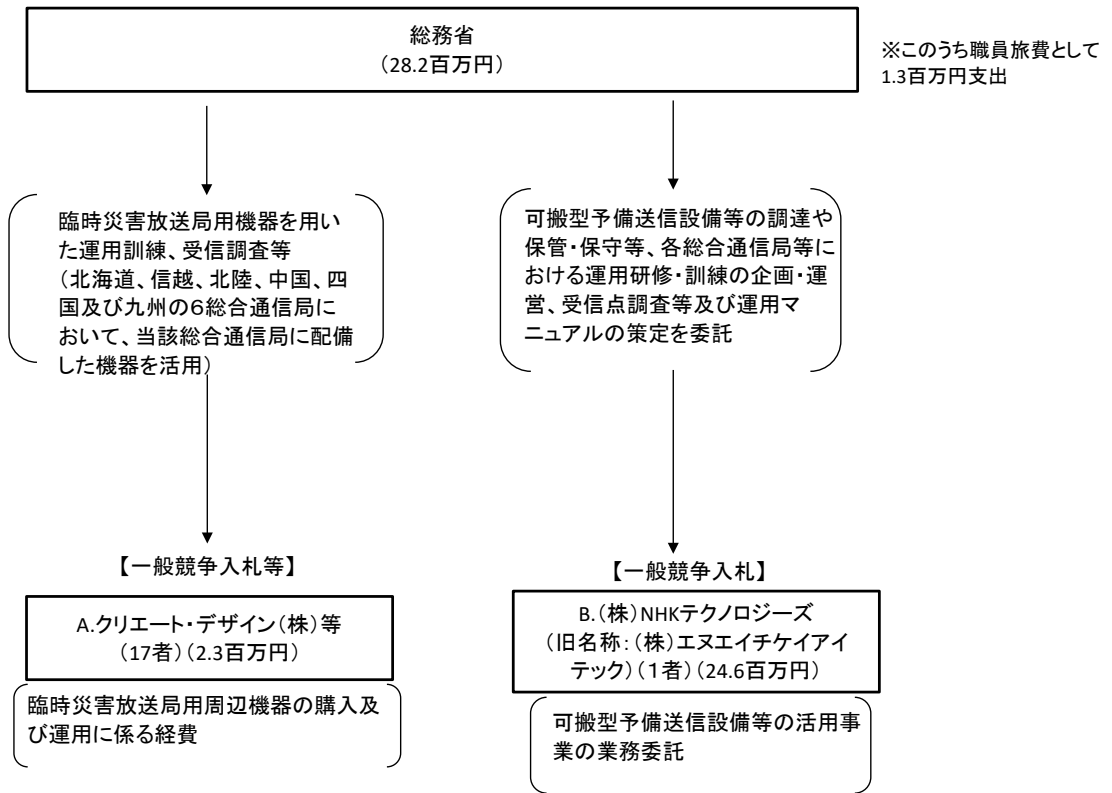 総務省
（28.2百万円）
※このうち職員旅費として
1.3百万円支出
臨時災害放送局用機器を用い
た運用訓練、受信調査等
（北海道、信越、北陸、中国、四
国及び九州の６総合通信局に
おいて、当該総合通信局に配備
した機器を活用）
可搬型予備送信設備等の調達や
保管・保守等、各総合通信局等に
おける運用研修・訓練の企画・運
営、受信点調査等及び運用マ
ニュアルの策定を委託
【一般競争入札等】
A.クリエート・デザイン（株）等
（17者）（2.3百万円）
臨時災害放送局用周辺機器の購入及
び運用に係る経費
【一般競争入札】
B.（株）NHKテクノロジーズ
（旧名称：（株）エヌエイチケイアイ
テック）（１者）（24.6百万円）
可搬型予備送信設備等の活用事
業の業務委託